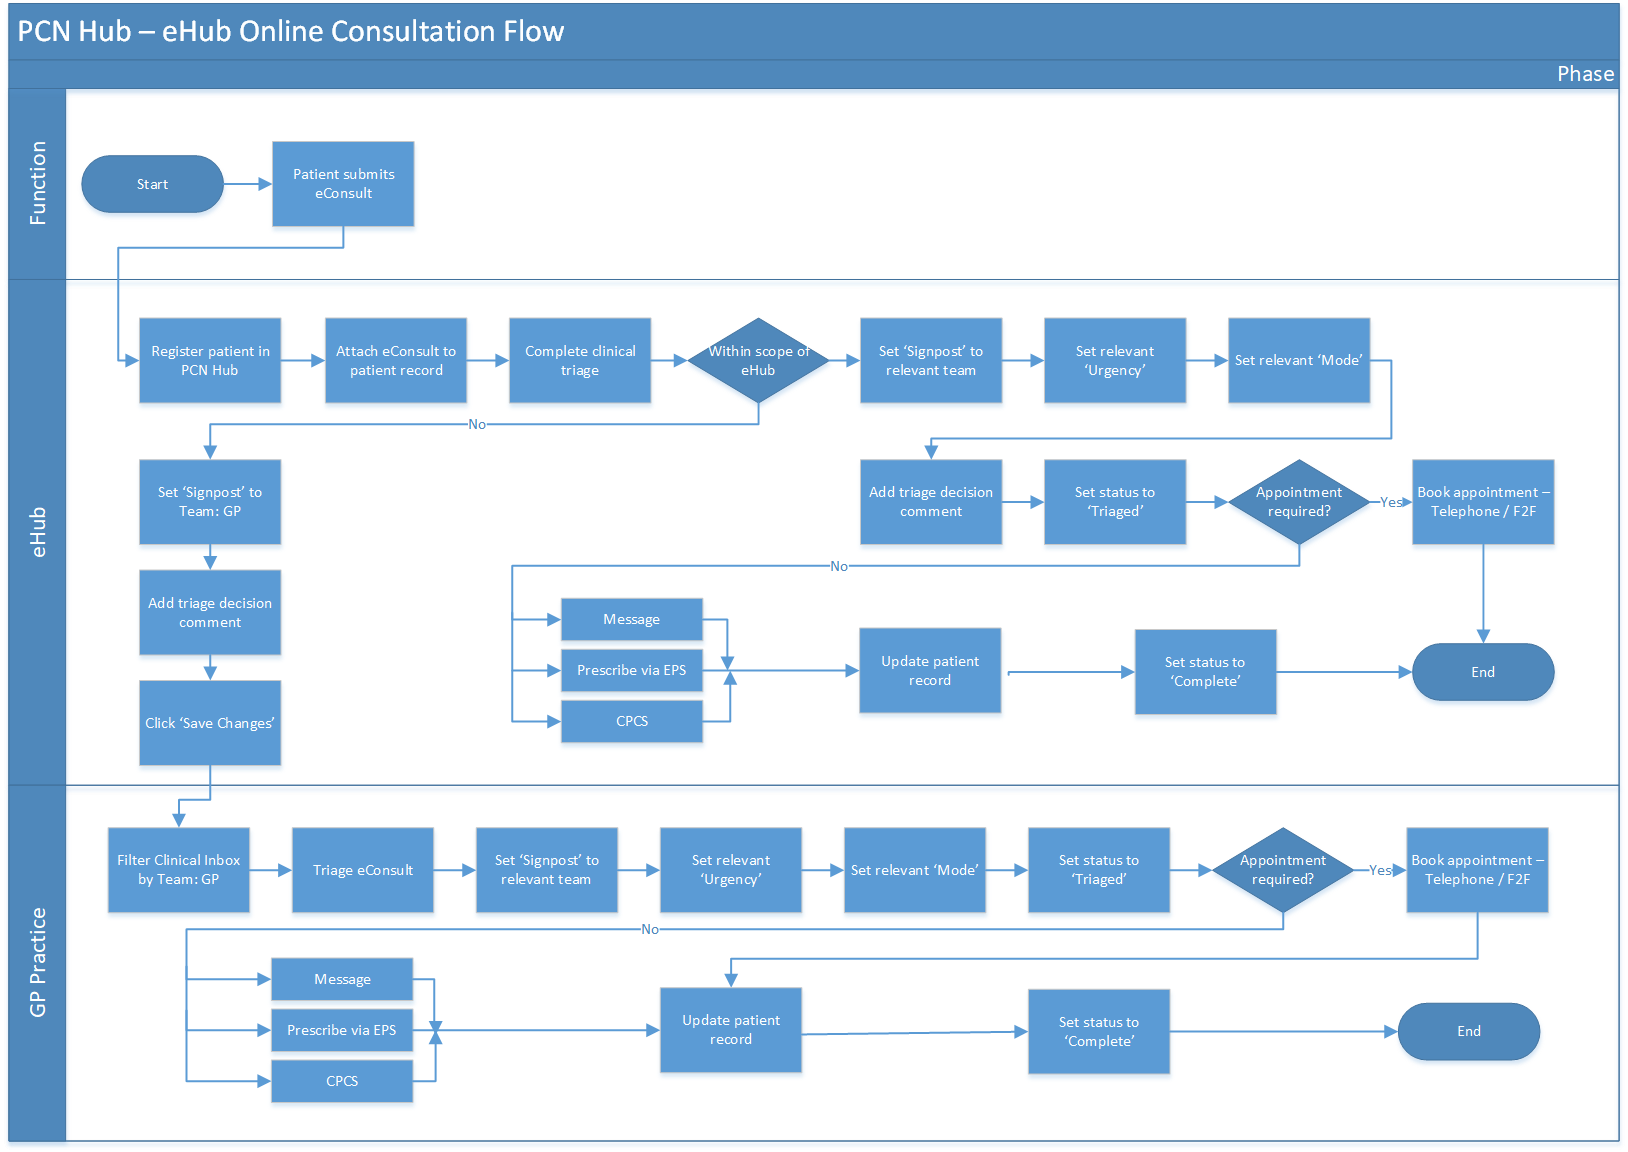 PCN Hub – eHub Online Consultation Flow
Phase
Function
Start
Patient submits
eConsult
eHub
Register patient in
PCN Hub
Attach eConsult to
patient record
Complete clinical
triage
Within scope of
eHub
Set ‘Signpost’ to
relevant team
Set relevant
‘Urgency’
Set relevant ‘Mode’
No
Set ‘Signpost’ to
Team: GP
Add triage decision
comment
Set status to
‘Triaged’
Appointment
required?
Yes
Book appointment –
Telephone / F2F
No
Add triage decision
comment
Message
Prescribe via EPS
CPCS
Update patient
record
Set status to
‘Complete’
End
Click ‘Save Changes’
GP Practice
Filter Clinical Inbox
by Team: GP
Triage eConsult
Set ‘Signpost’ to
relevant team
Set relevant
‘Urgency’
Set relevant ‘Mode’
Set status to
‘Triaged’
Appointment
required?
Yes
Book appointment –
Telephone / F2F
No
Message
Prescribe via EPS
CPCS
Update patient
record
Set status to
‘Complete’
End